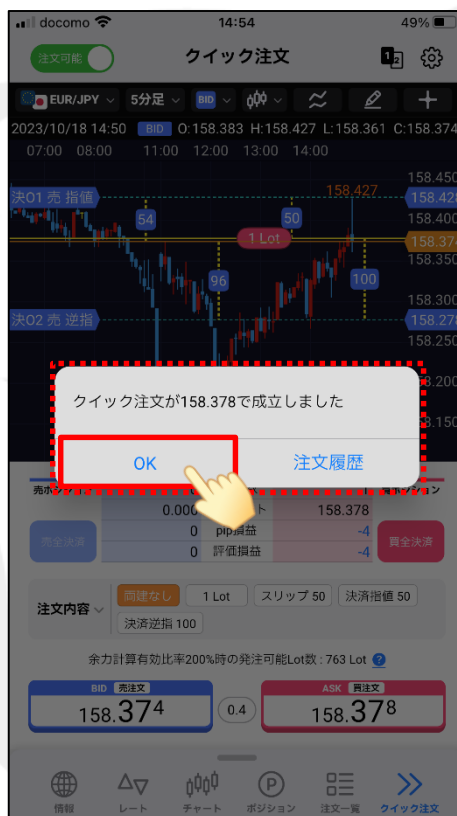 docomo 14:54 49%
注文可能 クイック注文
EUR/JPY 5分足 BID
2023/10/18 14:50 BID O:158.383 H:158.427 L:158.361 C:158.374
07:00 08:00 11:00 12:00 13:00 14:00
158.450
決01 売 指値 158.427 158.42
54 50 158.400
1 Lot 158.37
158.350
96 100
158.300
決02 売 逆指 158.27
158.250
クイック注文が158.378で成立しました
OK 注文履歴
売ポジション
0.000 158.378
売全決済 0 pip損益 -4 買全決済
0 評価損益 -4
注文内容 両建なし 1 Lot スリップ 50 決済指値 50
決済逆指 100
余力計算有効比率200%時の発注可能Lot数 : 763 Lot ?
BID 売注文 ASK 買注文
158.374 0.4 158.378
情報 レート チャート ポジション 注文一覧 クイック注文